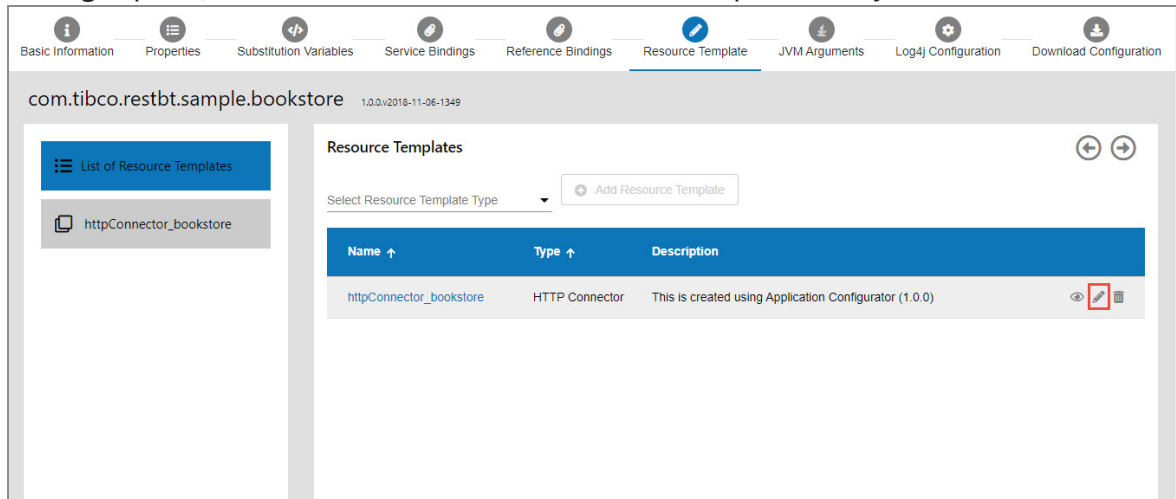 Basic Information Properties Substitution Variables Service Bindings Reference Bindings Resource Template JVM Arguments Log4j Configuration Download Configuration
com.tibco.restbt.sample.bookstore 1.0.0.v2018-11-06-1349
List of Resource Templates
httpConnector_bookstore
Resource Templates
Select Resource Template Type Add Resource Template
Name Type Description
httpConnector_bookstore HTTP Connector This is created using Application Configurator (1.0.0)